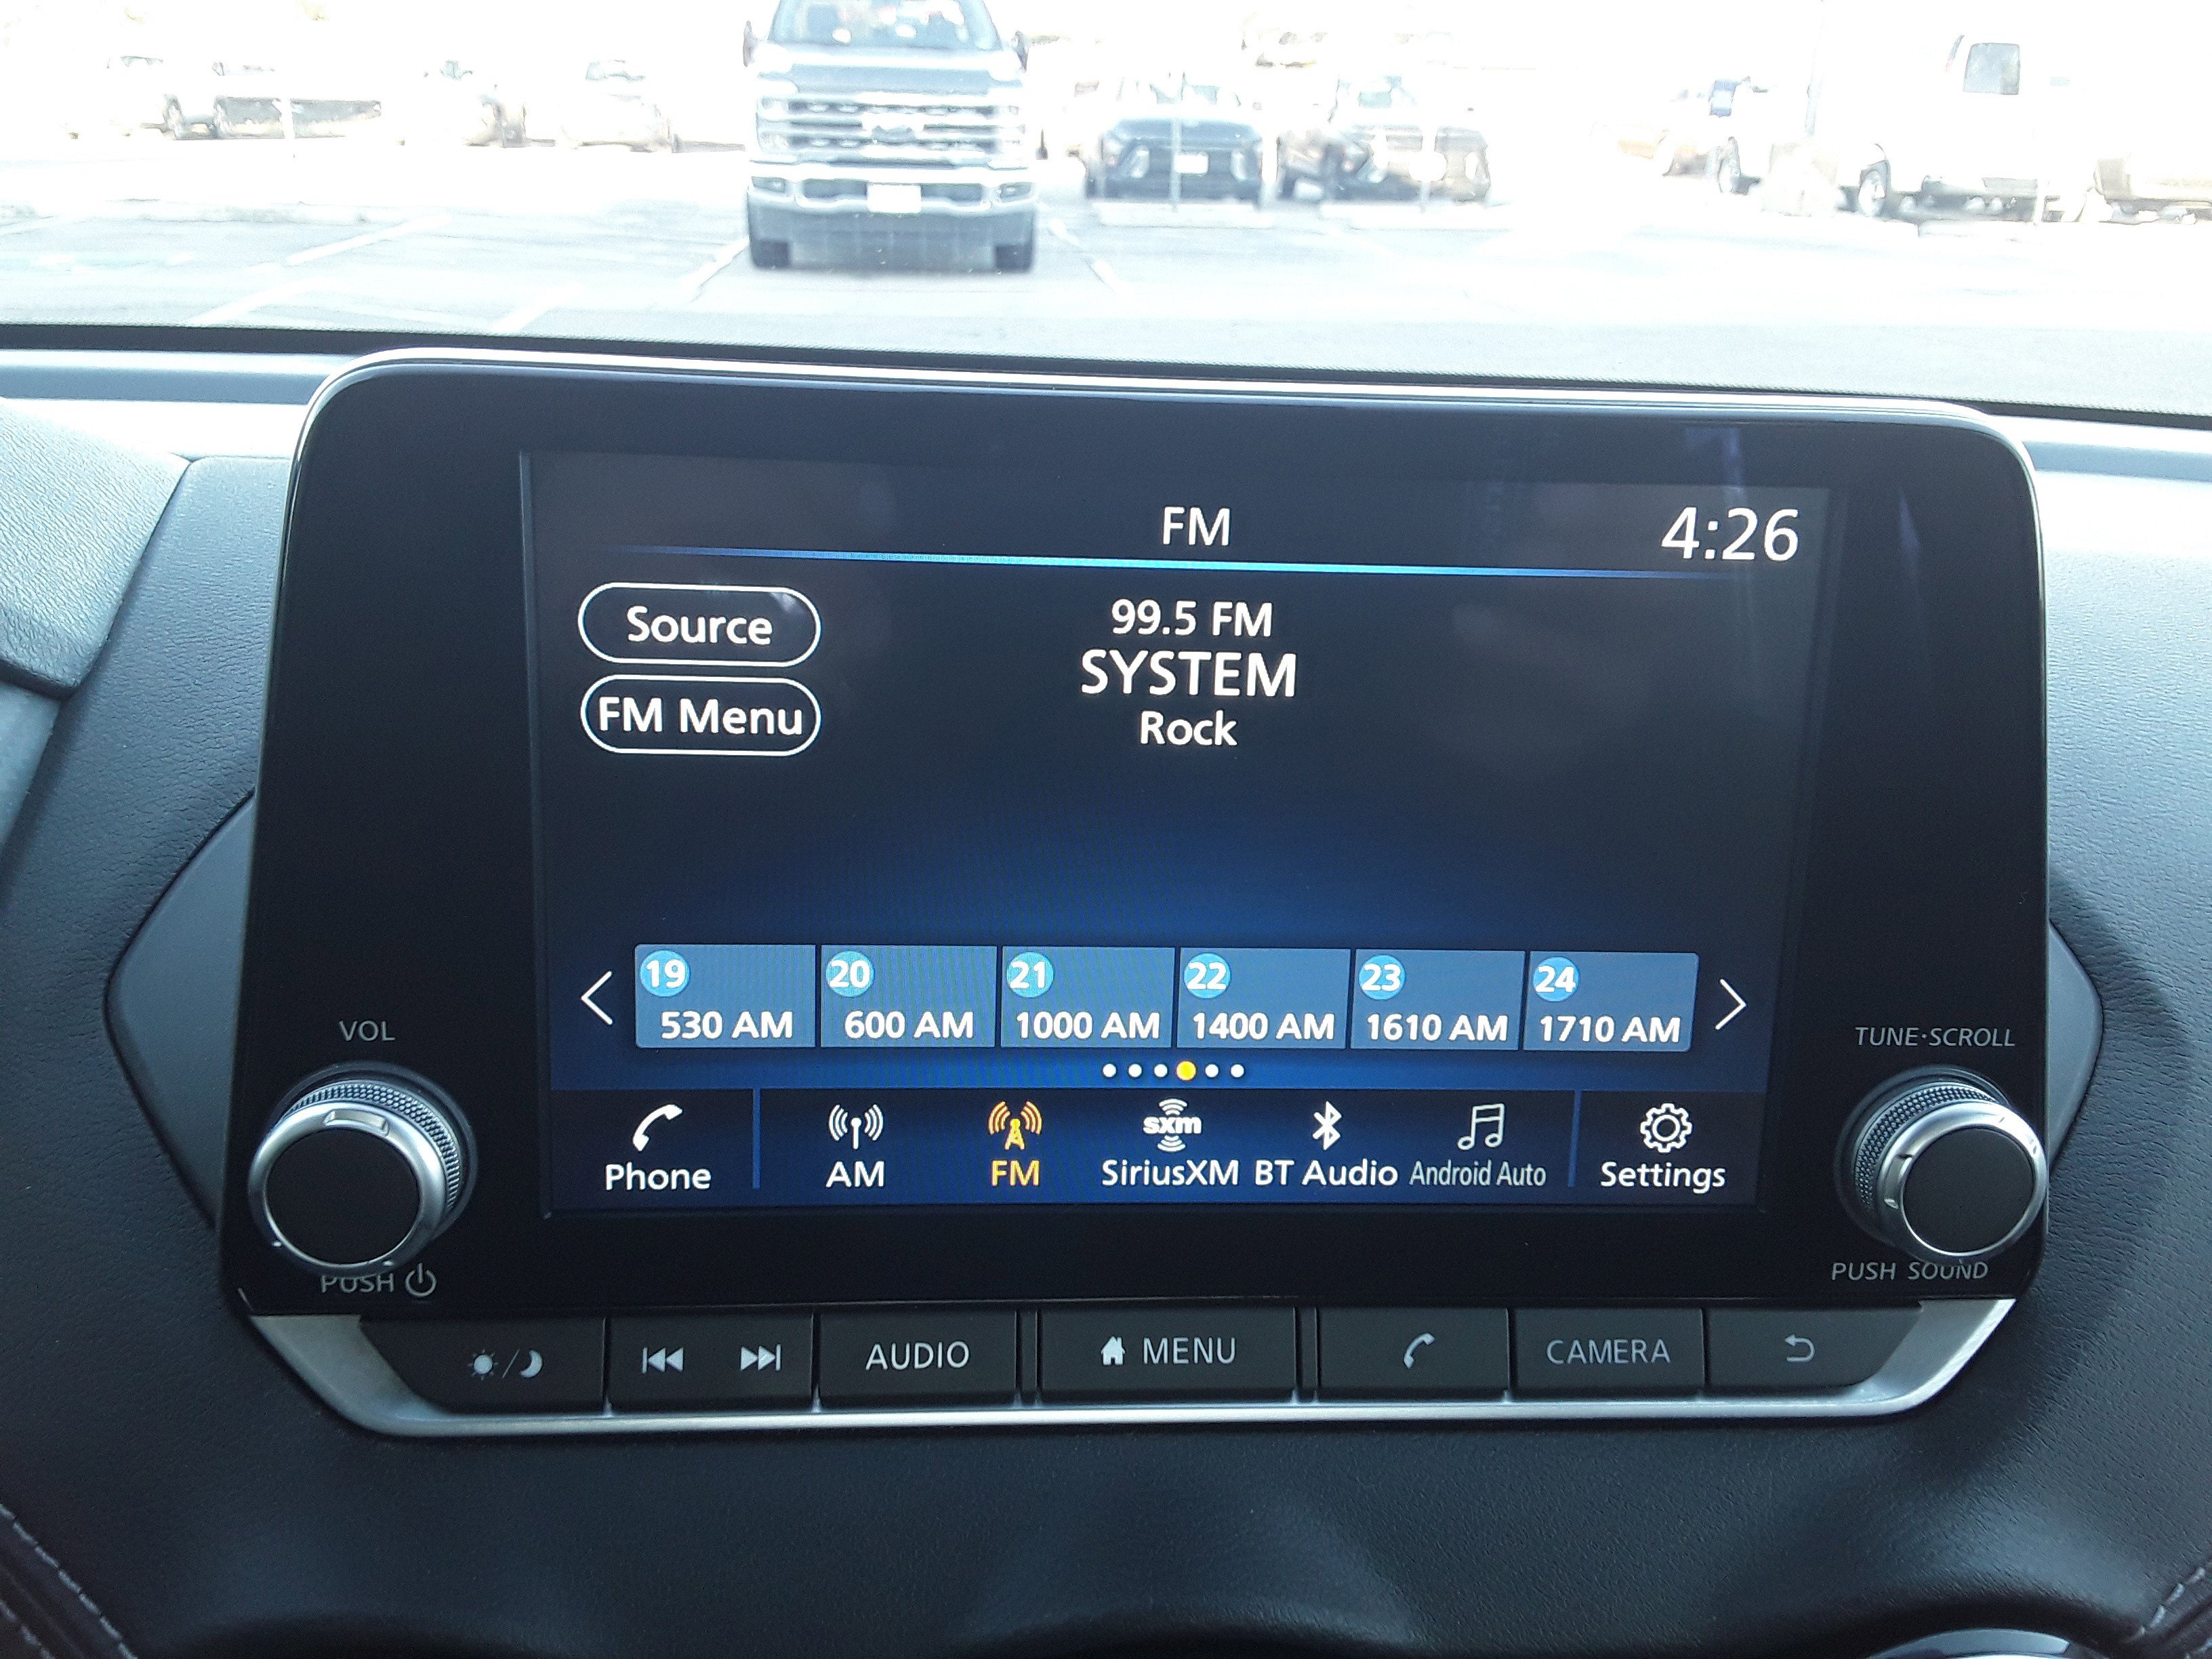 FM
4:26
Source
99.5 FM
SYSTEM
FM Menu
Rock
19
20
21
22
23
24
530 AM
600 AM
1000 AM
1400 AM
1610 AM
1710 AM
VOL
TUNE·SCROLL
sxm
Phone
AM
FM
SiriusXM
BT Audio
Android Auto
Settings
PUSH
PUSH SOUND
AUDIO
MENU
CAMERA